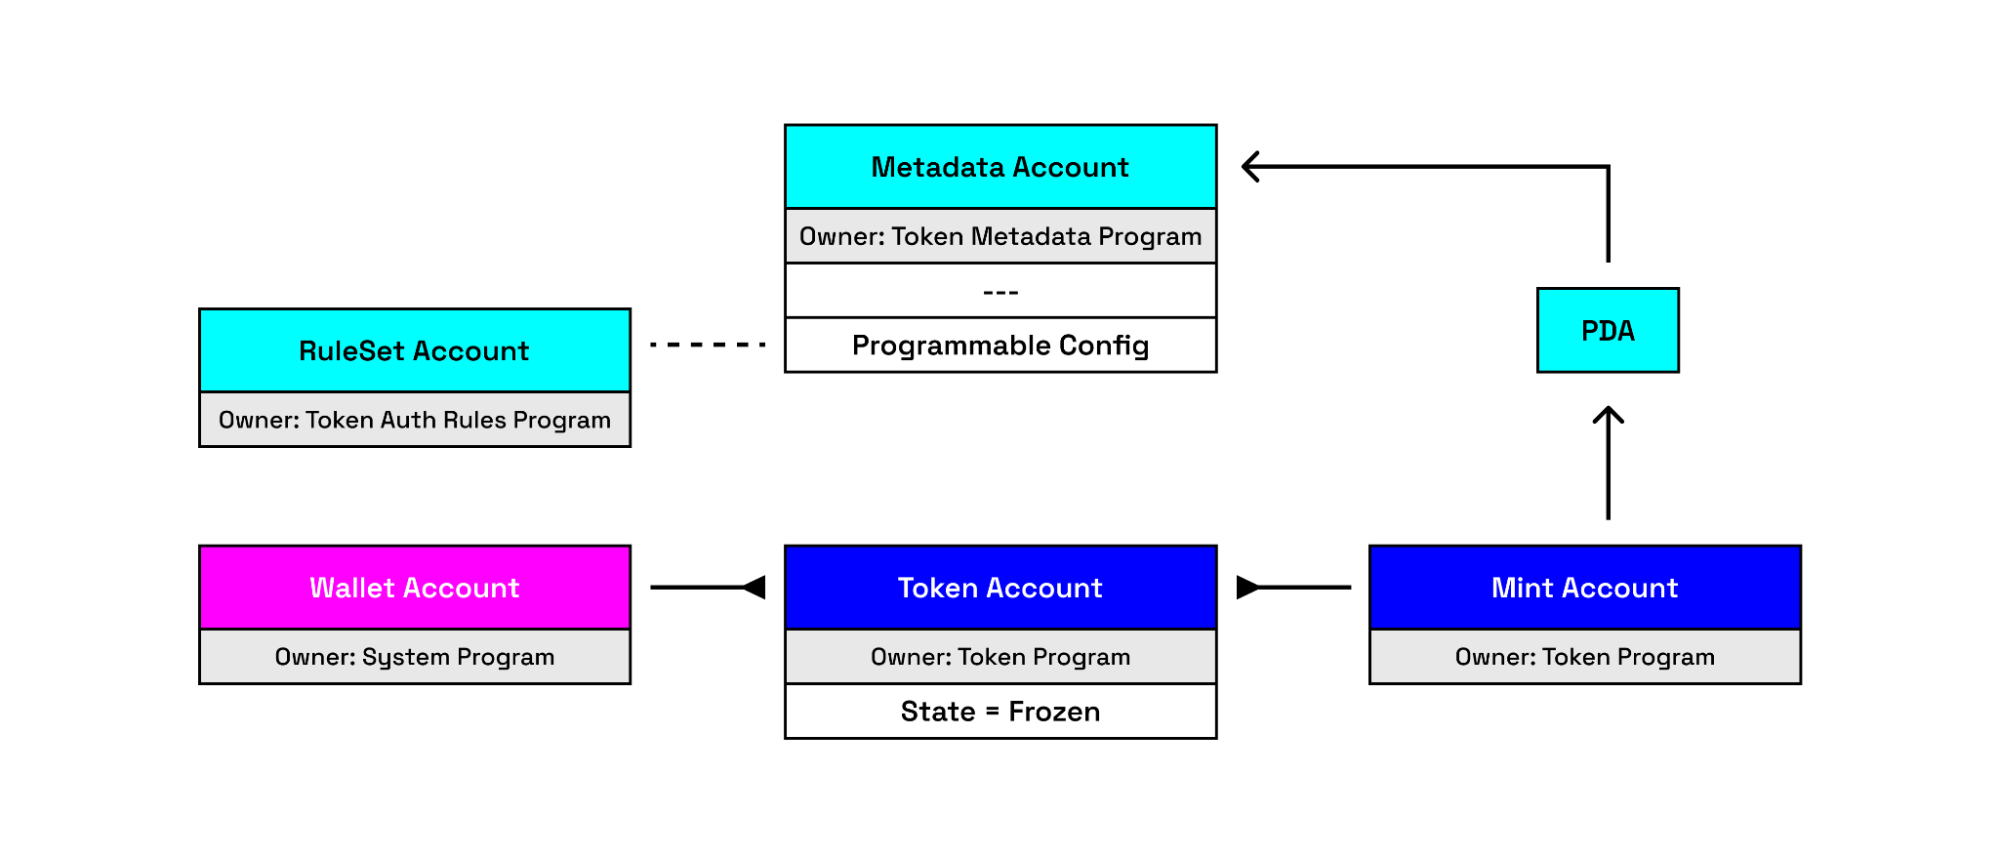 Metadata Account
Owner: Token Metadata Program
---
Programmable Config
RuleSet Account
Owner: Token Auth Rules Program
PDA
Wallet Account
Owner: System Program
Token Account
Owner: Token Program
State = Frozen
Mint Account
Owner: Token Program